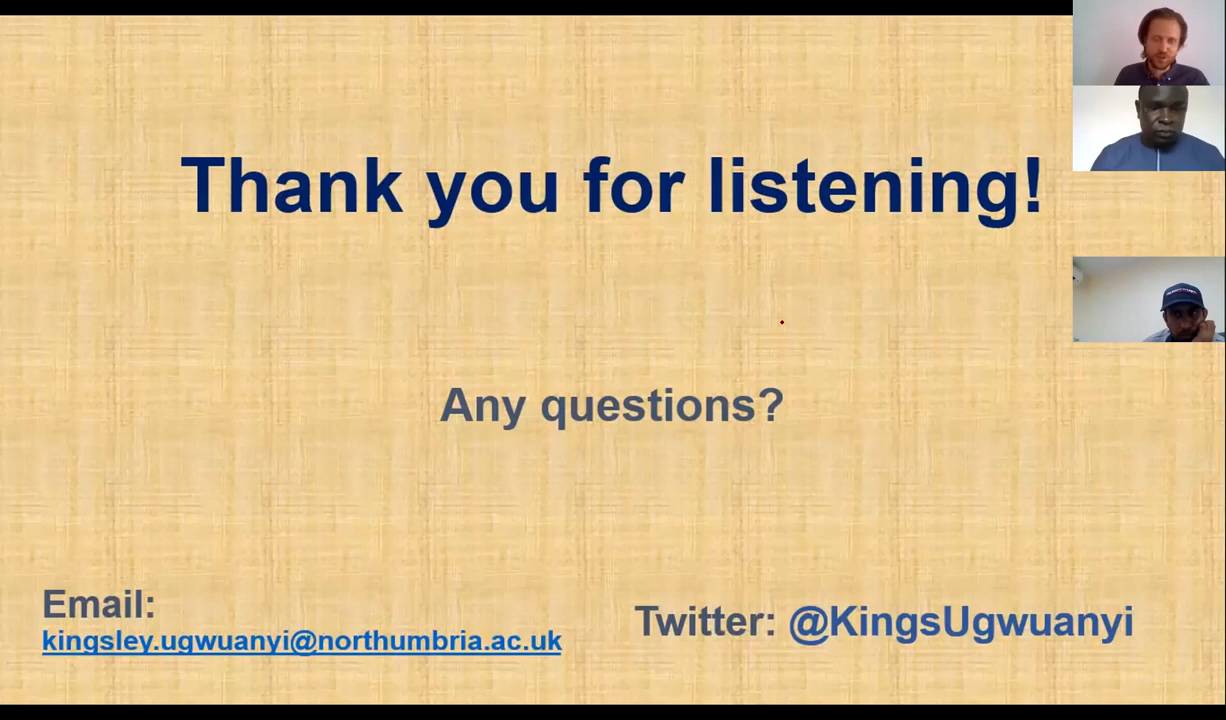 Thank you for listening!
Any questions?
Email:
kingsley.ugwuanyi@northumbria.ac.uk
Twitter: @KingsUgwuanyi